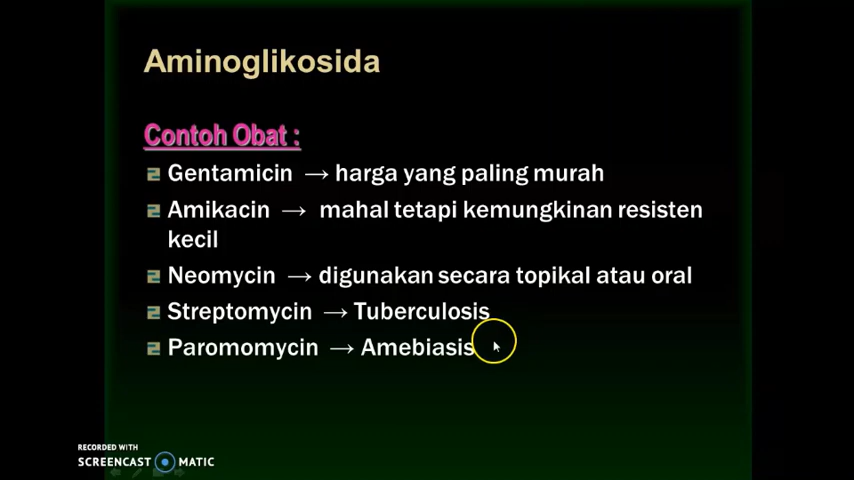 Aminoglikosida
Contoh Obat :
Gentamicin → harga yang paling murah
Amikacin → mahal tetapi kemungkinan resisten
kecil
Neomycin → digunakan secara topikal atau oral
Streptomycin → Tuberculosis
Paromomycin → Amebiasis
RECORDED WITH
SCREENCAST MATIC